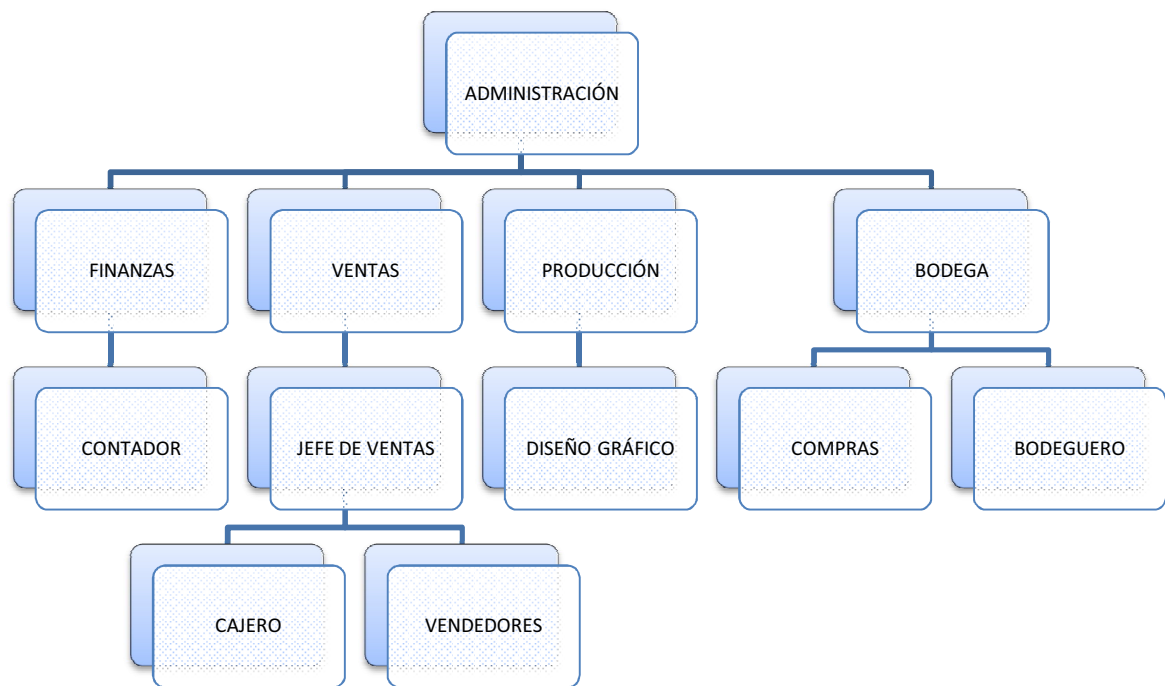 ADMINISTRACIÓN
FINANZAS
VENTAS
PRODUCCIÓN
BODEGA
CONTADOR
JEFE DE VENTAS
DISEÑO GRÁFICO
COMPRAS
BODEGUERO
CAJERO
VENDEDORES